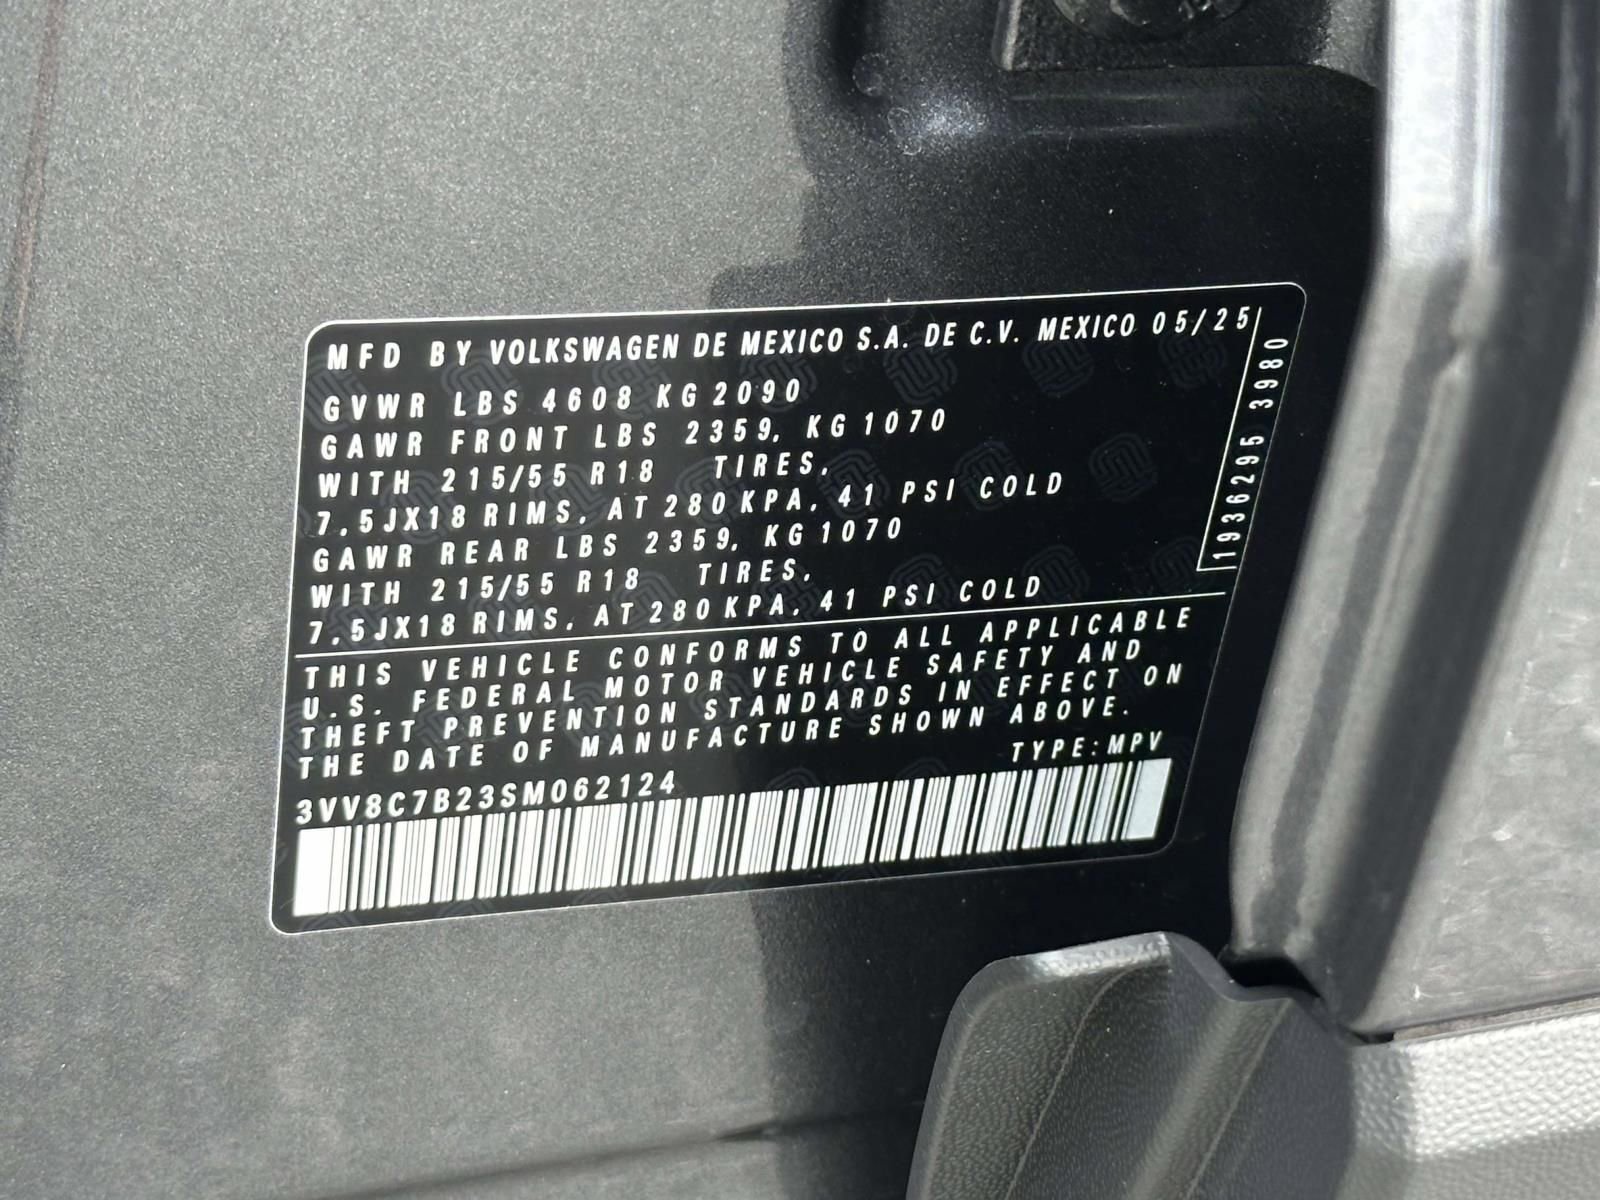 MFD BY VOLKSWAGEN DE MEXICO S.A. DE C.V. MEXICO 05/25
GVWR LBS 4608 KG 2090
GAWR FRONT LBS 2359, KG 1070
WITH 215/55 R18 TIRES,
7,5JX18 RIMS, AT 280 KPA, 41 PSI COLD
GAWR REAR LBS 2359, KG 1070
WITH 215/55 R18 TIRES,
7,5JX18 RIMS, AT 280 KPA, 41 PSI COLD
1936295 3980
THIS VEHICLE CONFORMS TO ALL APPLICABLE
U.S. FEDERAL MOTOR VEHICLE SAFETY AND
THEFT PREVENTION STANDARDS IN EFFECT ON
THE DATE OF MANUFACTURE SHOWN ABOVE.
TYPE: MPV
3VV8C7B23SM062124